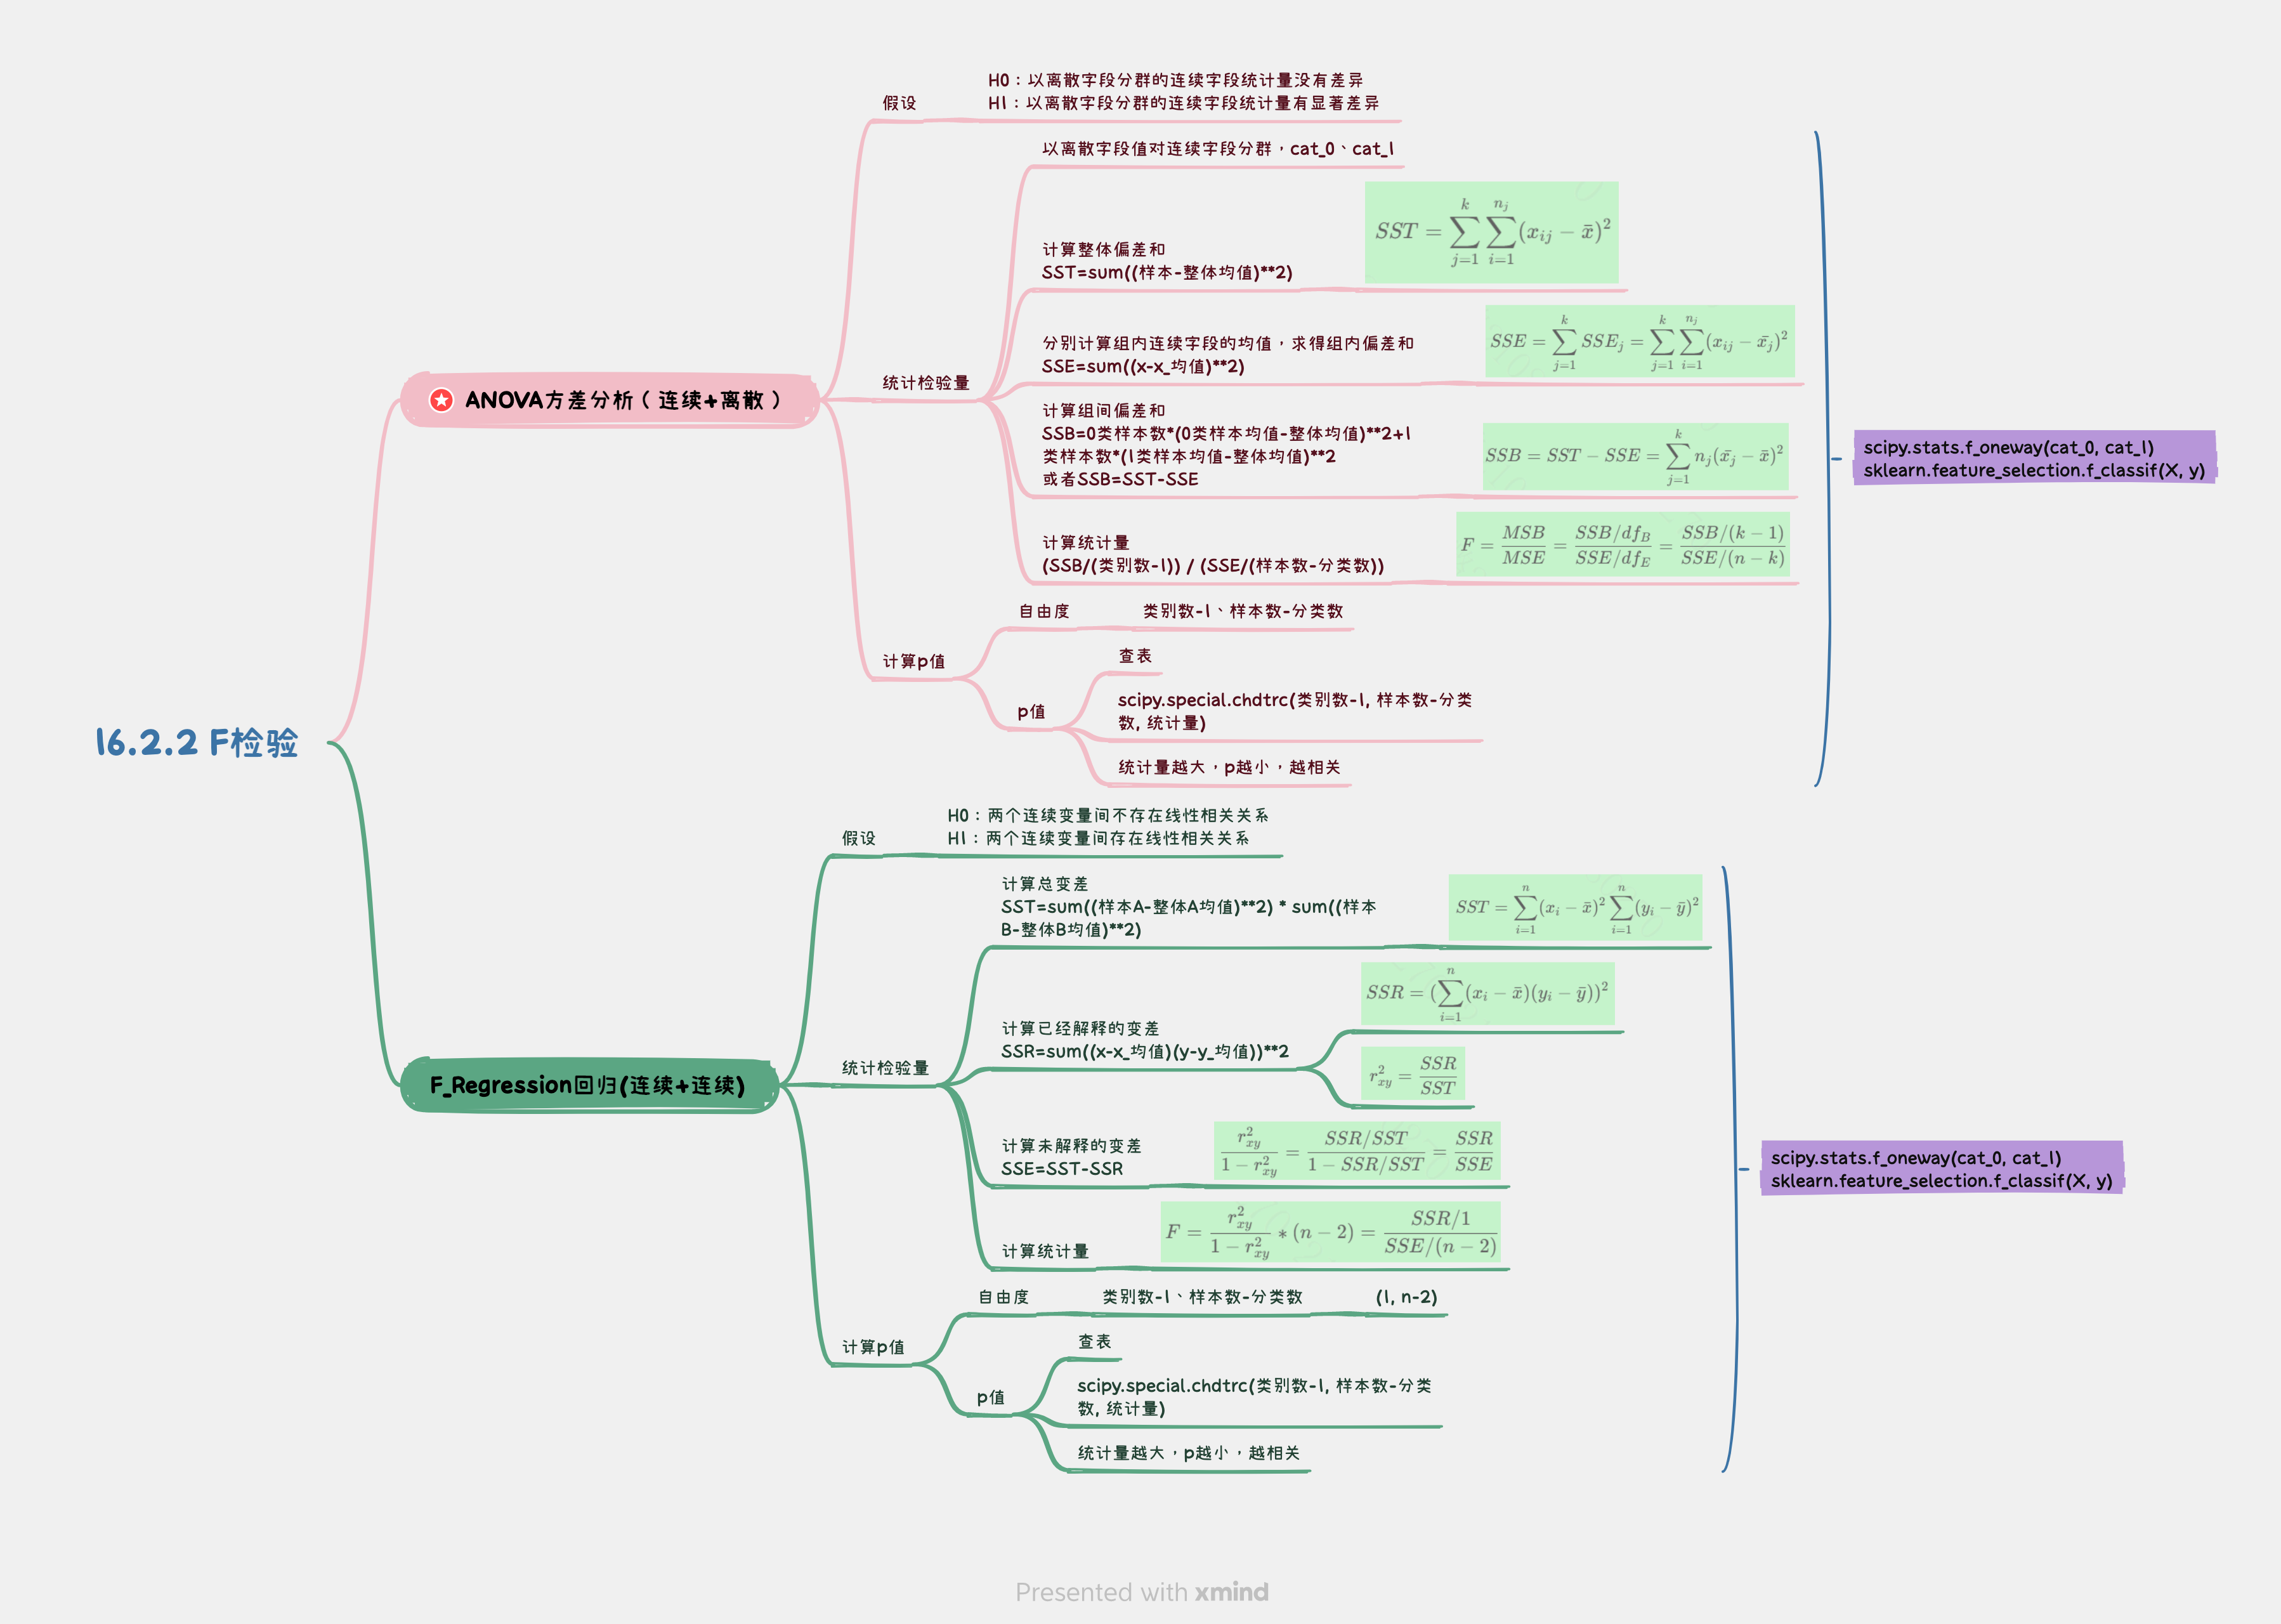 16.2.2 F检验
ANOVA方差分析（连续+离散）
假设
H0：以离散字段分群的连续字段统计量没有差异
H1：以离散字段分群的连续字段统计量有显著差异
统计检验量
以离散字段值对连续字段分群，cat_0、cat_1
计算整体偏差和
SST=sum((样本-整体均值)**2)
SST = \sum_{j=1}^{k} \sum_{i=1}^{n_j} (x_{ij} - \bar{x})^2
分别计算组内连续字段的均值，求得组内偏差和
SSE=sum((x-x_均值)**2)
SSE = \sum_{j=1}^{k} SSE_j = \sum_{j=1}^{k} \sum_{i=1}^{n_j} (x_{ij} - \bar{x_j})^2
计算组间偏差和
SSB=0类样本数*(0类样本均值-整体均值)**2+1
类样本数*(1类样本均值-整体均值)**2
或者SSB=SST-SSE
SSB = SST - SSE = \sum_{j=1}^{k} n_j (\bar{x_j} - \bar{x})^2
计算统计量
(SSB/(类别数-1)) / (SSE/(样本数-分类数))
F = \frac{MSB}{MSE} = \frac{SSB/df_B}{SSE/df_E} = \frac{SSB/(k-1)}{SSE/(n-k)}
计算p值
自由度
类别数-1、样本数-分类数
p值
查表
scipy.special.chdtrc(类别数-1, 样本数-分类
数, 统计量)
统计量越大，p越小，越相关
scipy.stats.f_oneway(cat_0, cat_1)
sklearn.feature_selection.f_classif(X, y)
F_Regression回归(连续+连续)
假设
H0：两个连续变量间不存在线性相关关系
H1：两个连续变量间存在线性相关关系
统计检验量
计算总变差
SST=sum((样本A-整体A均值)**2) * sum((样本
B-整体B均值)**2)
SST = \sum_{i=1}^{n} (x_i - \bar{x})^2 \sum_{i=1}^{n} (y_i - \bar{y})^2
计算已经解释的变差
SSR=sum((x-x_均值)(y-y_均值))**2
SSR = (\sum_{i=1}^{n} (x_i - \bar{x})(y_i - \bar{y}))^2
r_{xy}^2 = \frac{SSR}{SST}
计算未解释的变差
SSE=SST-SSR
\frac{r_{xy}^2}{1 - r_{xy}^2} = \frac{SSR/SST}{1 - SSR/SST} = \frac{SSR}{SSE}
计算统计量
F = \frac{r_{xy}^2}{1 - r_{xy}^2} * (n-2) = \frac{SSR/1}{SSE/(n-2)}
计算p值
自由度
类别数-1、样本数-分类数
(1, n-2)
p值
查表
scipy.special.chdtrc(类别数-1, 样本数-分类
数, 统计量)
统计量越大，p越小，越相关
scipy.stats.f_oneway(cat_0, cat_1)
sklearn.feature_selection.f_classif(X, y)
Presented with xmind